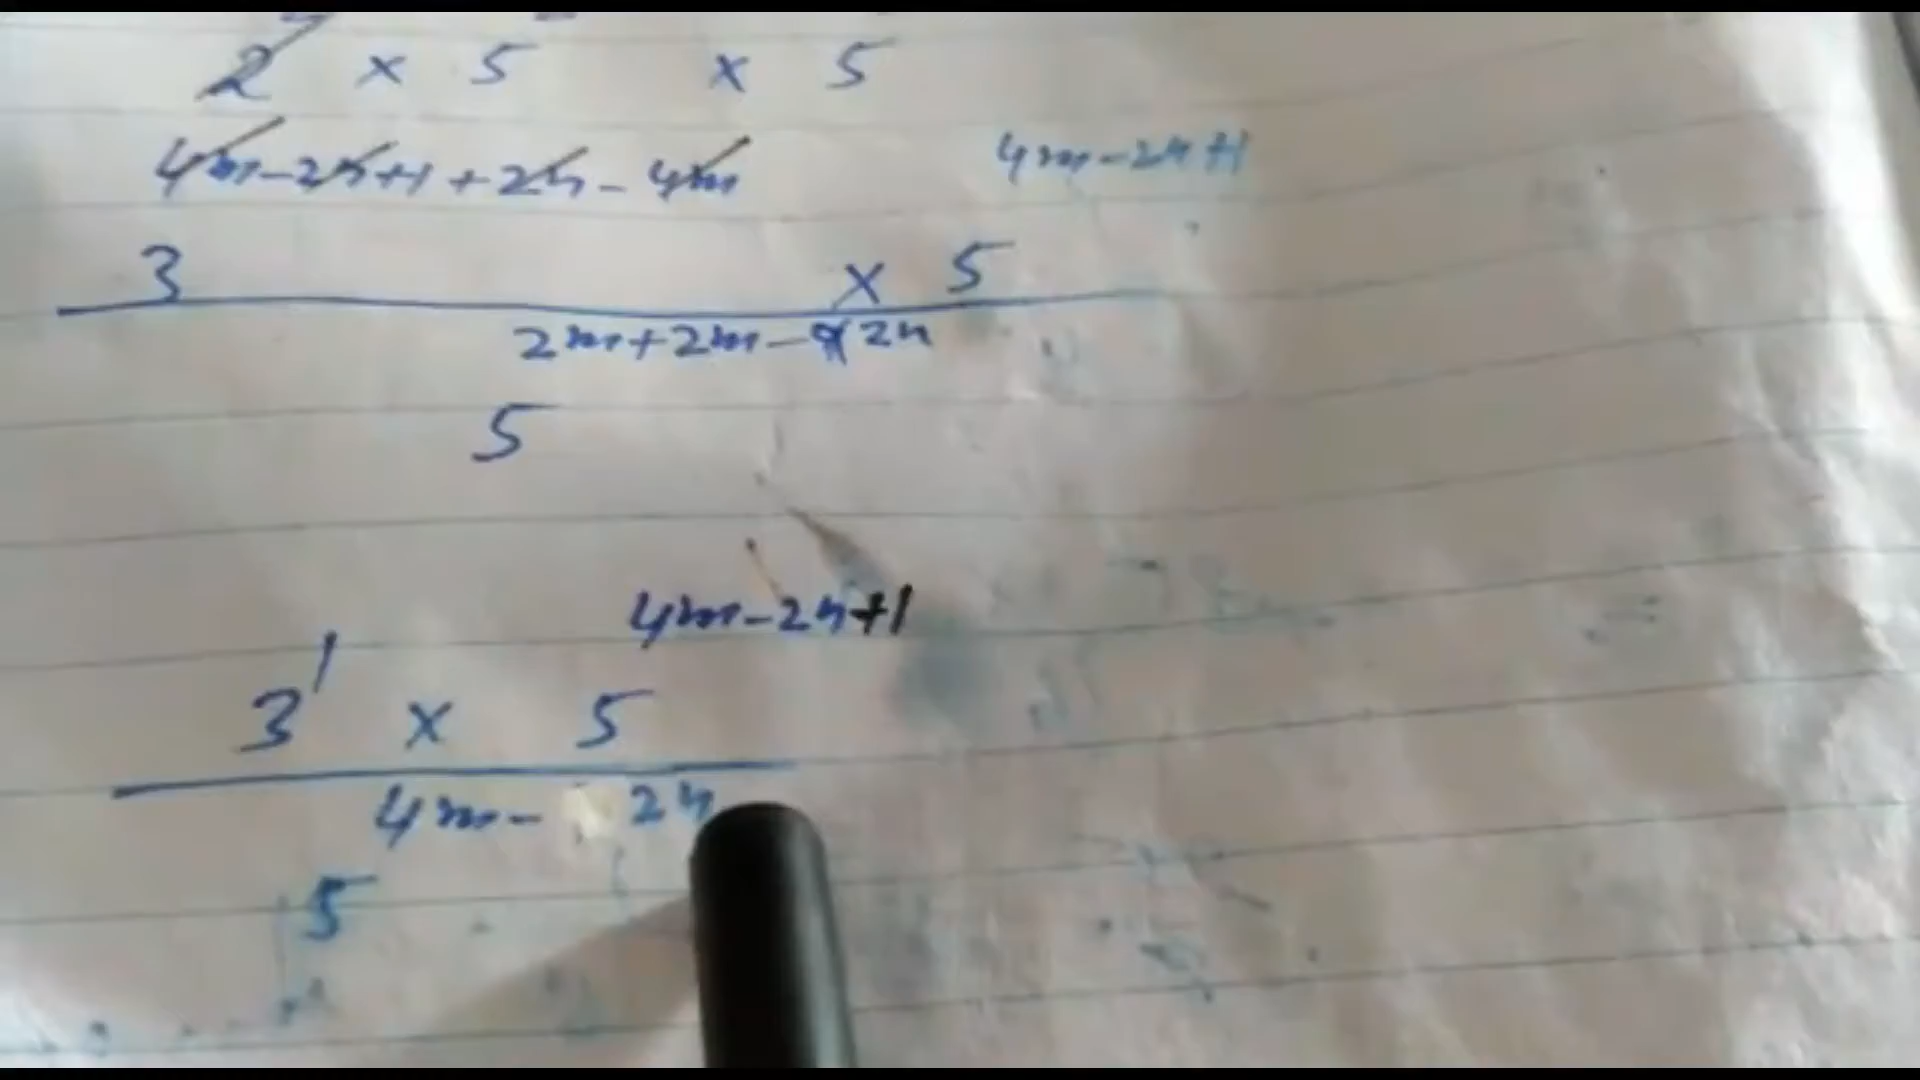 2 × 5 × 5
4m-2n+1+2n-4m 4m-2n+1
3 × 5
2m+2m-2n
5
4m-2n+1
3¹ × 5
4m- 2n
5